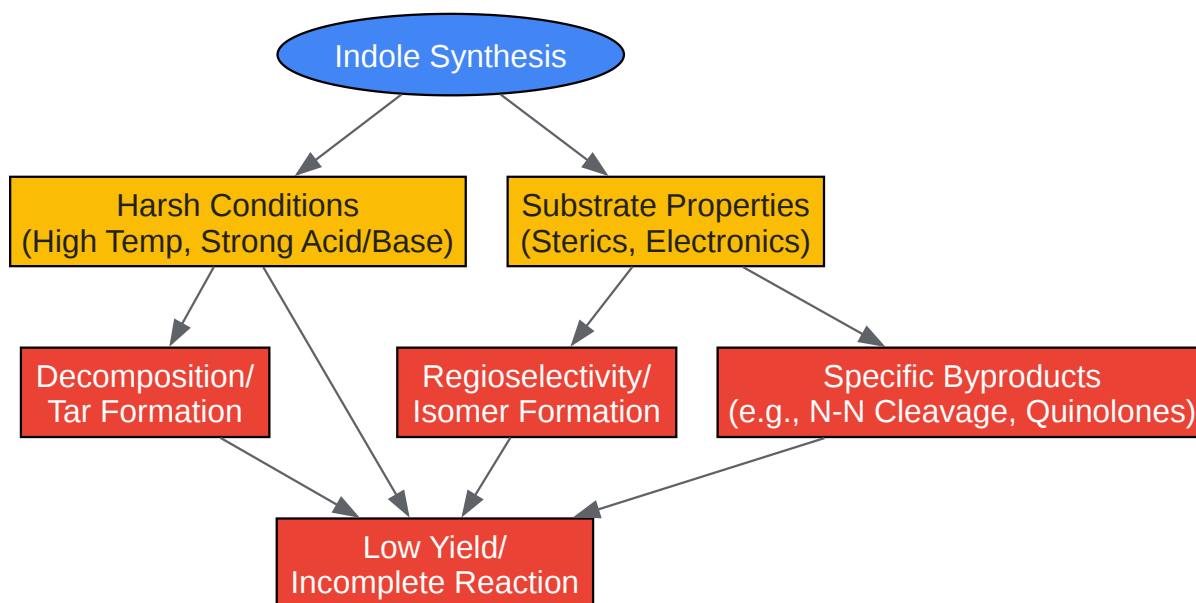 Indole Synthesis
Harsh Conditions
(High Temp, Strong Acid/Base)
Substrate Properties
(Sterics, Electronics)
Decomposition/
Tar Formation
Regioselectivity/
Isomer Formation
Specific Byproducts
(e.g., N-N Cleavage, Quinolones)
Low Yield/
Incomplete Reaction